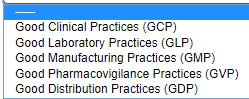 ------
Good Clinical Practices (GCP)
Good Laboratory Practices (GLP)
Good Manufacturing Practices (GMP)
Good Pharmacovigilance Practices (GVP)
Good Distribution Practices (GDP)